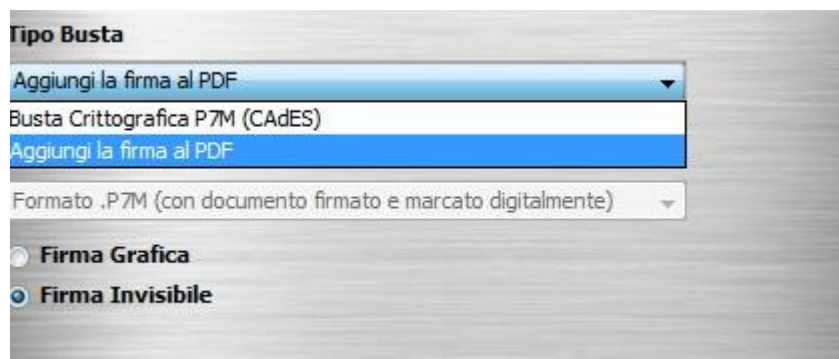 Tipo Busta
Aggiungi la firma al PDF
Busta Crittografica P7M (CAdES)
Aggiungi la firma al PDF
Formato .P7M (con documento firmato e marcato digitalmente)
Firma Grafica
Firma Invisibile